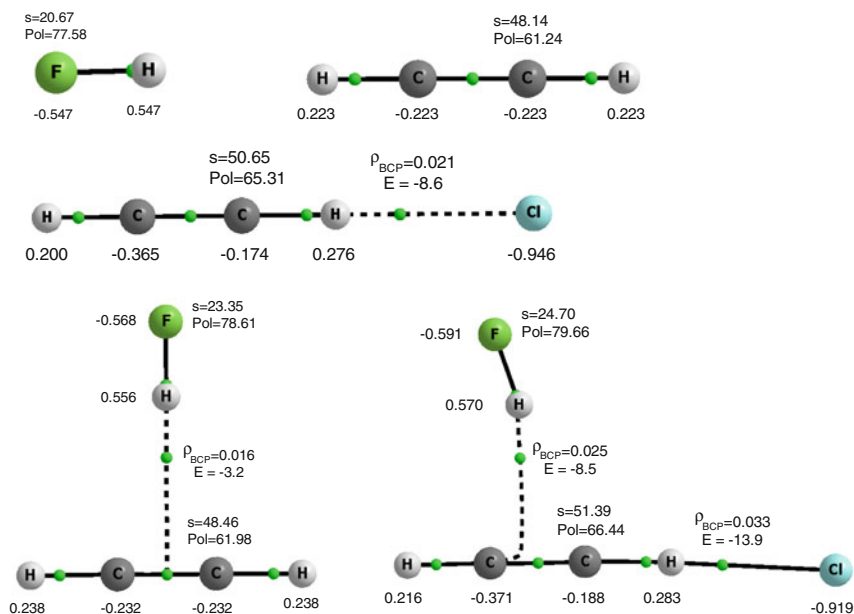 s=20.67
Pol=77.58
F H
-0.547 0.547
s=48.14
Pol=61.24
H C C H
0.223 -0.223 -0.223 0.223
s=50.65
Pol=65.31
ρBCP=0.021
E = -8.6
H C C H Cl
0.200 -0.365 -0.174 0.276 -0.946
s=23.35
Pol=78.61
-0.568 F
0.556 H
ρBCP=0.016
E = -3.2
s=48.46
Pol=61.98
H C C H
0.238 -0.232 -0.232 0.238
s=24.70
Pol=79.66
-0.591 F
0.570 H
ρBCP=0.025
E = -8.5
s=51.39
Pol=66.44
ρBCP=0.033
E = -13.9
H C C H Cl
0.216 -0.371 -0.188 0.283 -0.919